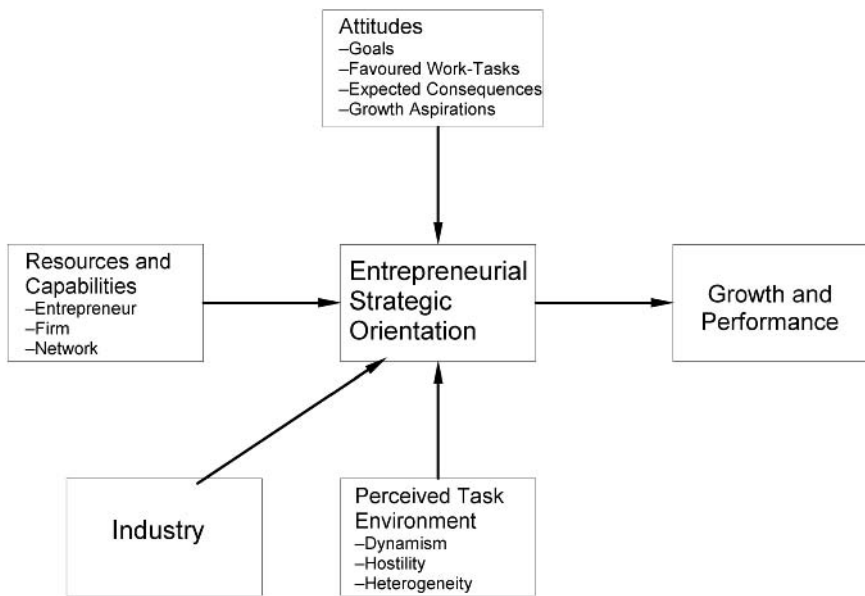 Attitudes
–Goals
–Favoured Work-Tasks
–Expected Consequences
–Growth Aspirations
Resources and
Capabilities
–Entrepreneur
–Firm
–Network
Entrepreneurial
Strategic
Orientation
Growth and
Performance
Industry
Perceived Task
Environment
–Dynamism
–Hostility
–Heterogeneity